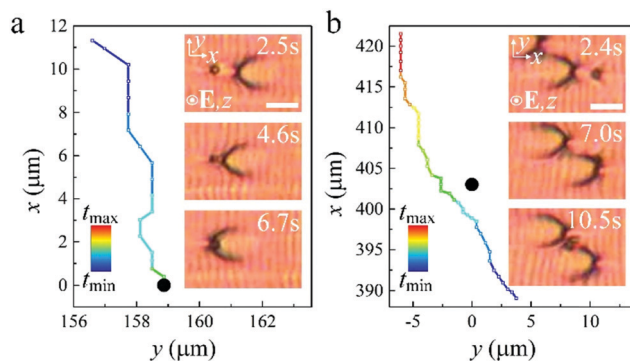 a
12
10
8
6
4
2
0
x (μm)
156
158
160
162
y (μm)
t_max
t_min
y
x
⊙E,z
2.5s
4.6s
6.7s
b
420
415
410
405
400
395
390
x (μm)
-5
0
5
10
y (μm)
t_max
t_min
y
x
⊙E,z
2.4s
7.0s
10.5s